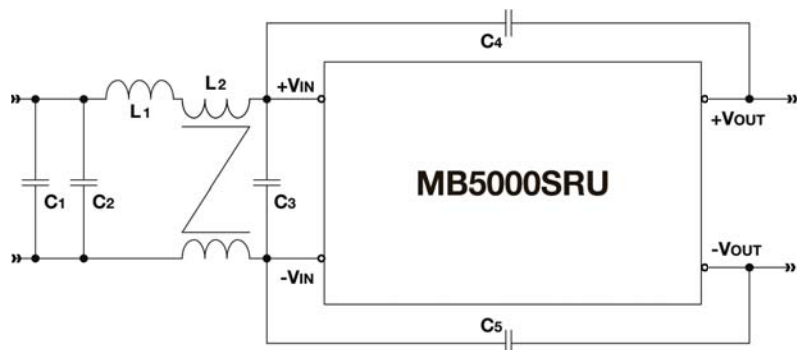 C4
L2
+VIN
L1
+VOUT
MB5000SRU
C1
C2
C3
-VOUT
-VIN
C5